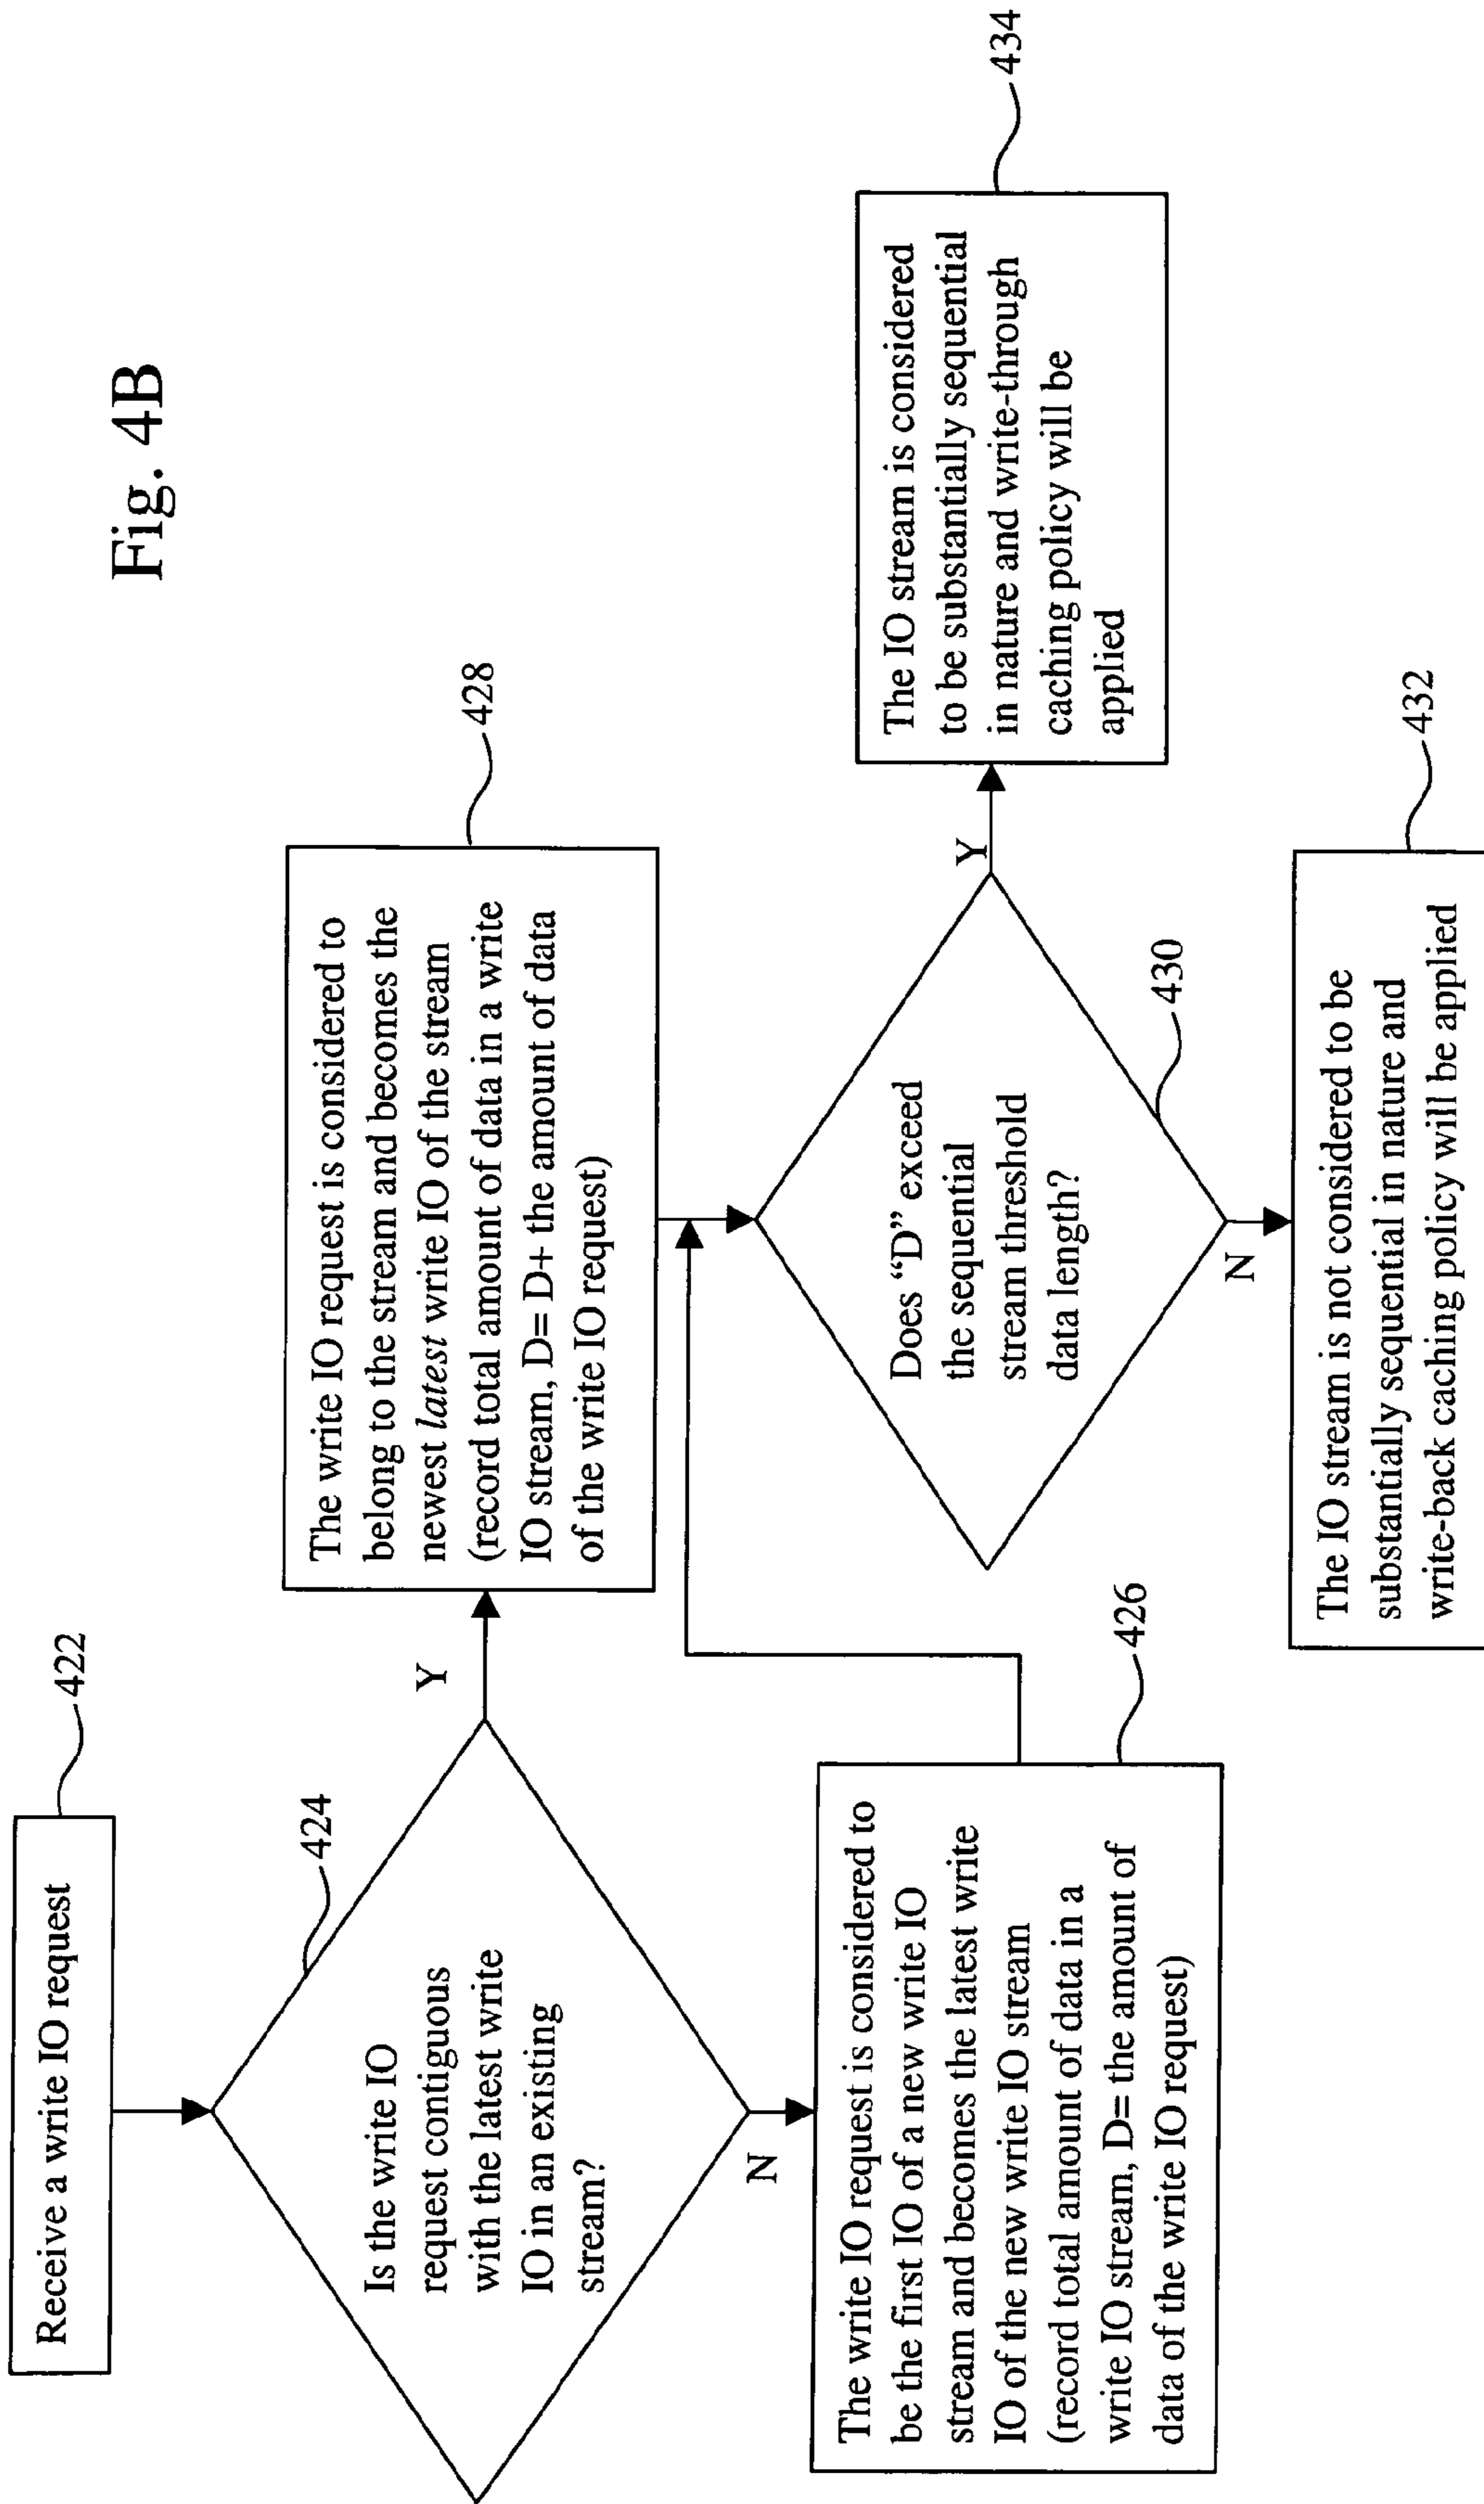 Fig. 4B
Receive a write IO request
422
Is the write IO
request contiguous
with the latest write
IO in an existing
stream?
424
Y
N
The write IO request is considered to
be the first IO of a new write IO
stream and becomes the latest write
IO of the new write IO stream
(record total amount of data in a
write IO stream, D= the amount of
data of the write IO request)
426
The write IO request is considered to
belong to the stream and becomes the
newest latest write IO of the stream
(record total amount of data in a write
IO stream, D= D+ the amount of data
of the write IO request)
428
Does “D” exceed
the sequential
stream threshold
data length?
430
Y
N
The IO stream is not considered to be
substantially sequential in nature and
write-back caching policy will be applied
432
The IO stream is considered
to be substantially sequential
in nature and write-through
caching policy will be
applied
434